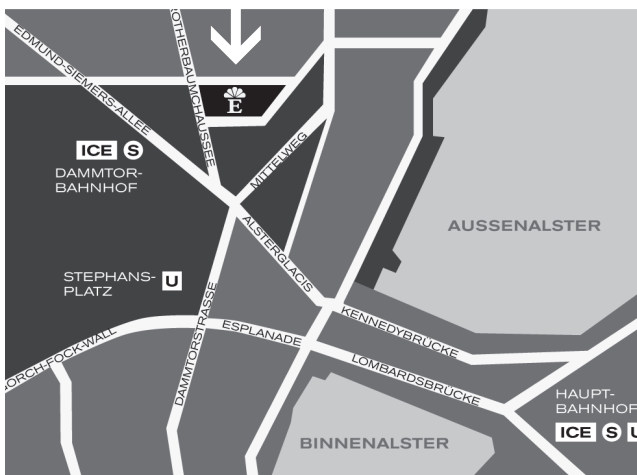 EDMUND-SIEMERS-ALLEE
ROTHERBAUMCHAUSSEE
E
MITTELWEG
ICE S
DAMMTOR-
BAHNHOF
ALSTERGLACIS
AUSSENALSTER
STEPHANS-
PLATZ U
KENNEDYBRÜCKE
ESPLANADE
ORCH-FOCK-WALL
DAMMTORSTRASSE
LOMBARDSBRÜCKE
HAUPT-
BAHNHOF
ICE S U
BINNENALSTER